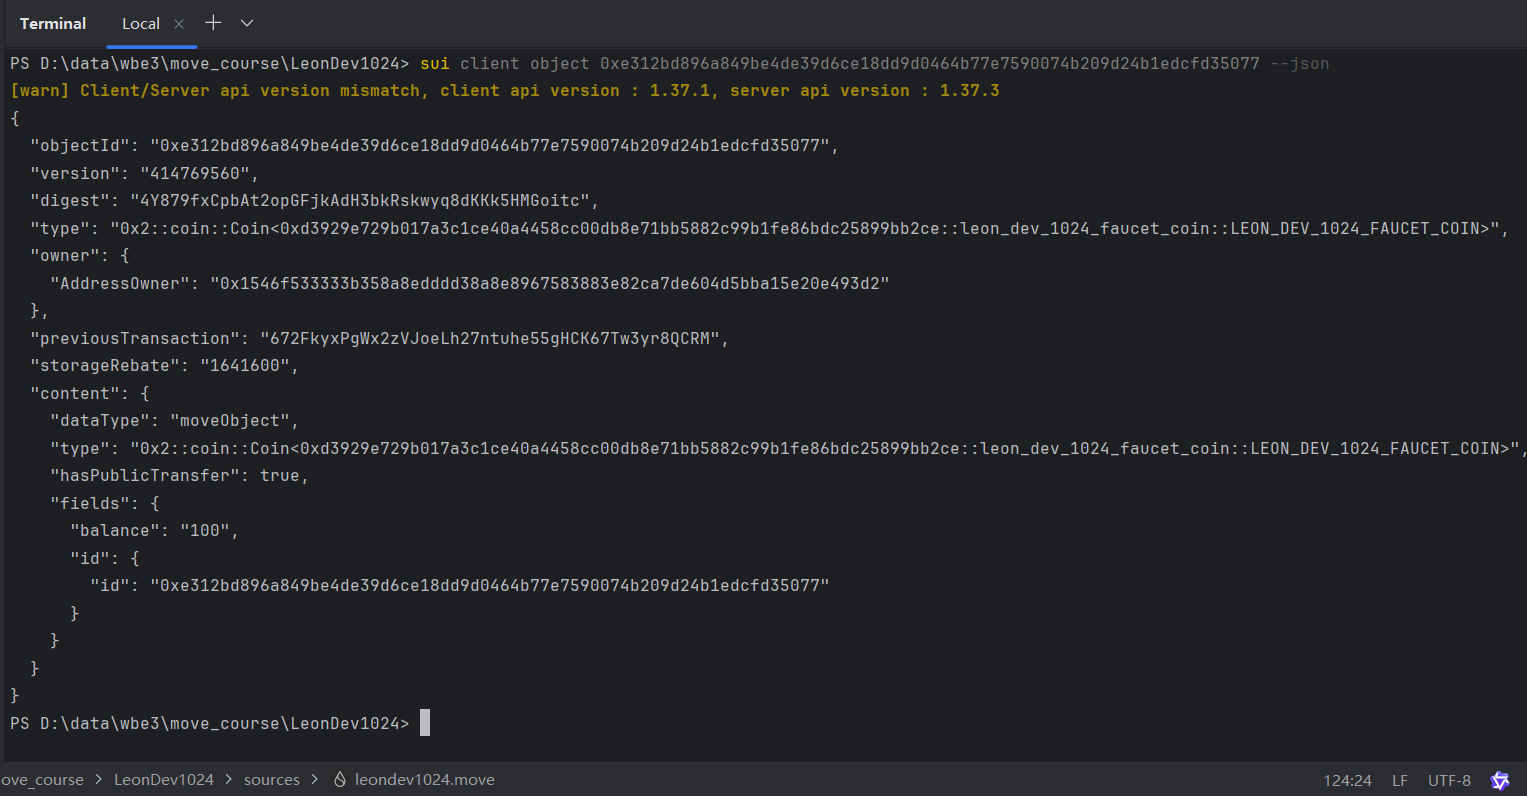 Terminal Local
PS D:\data\wbe3\move_course\LeonDev1024> sui client object 0xe312bd896a849be4de39d6ce18dd9d0464b77e7590074b209d24b1edcfd35077 --json
[warn] Client/Server api version mismatch, client api version : 1.37.1, server api version : 1.37.3
{
  "objectId": "0xe312bd896a849be4de39d6ce18dd9d0464b77e7590074b209d24b1edcfd35077",
  "version": "414769560",
  "digest": "4Y879fxCpbAt2opGFjkAdH3bkRskwyq8dKKk5HMGoitc",
  "type": "0x2::coin::Coin<0xd3929e729b017a3c1ce40a4458cc00db8e71bb5882c99b1fe86bdc25899bb2ce::leon_dev_1024_faucet_coin::LEON_DEV_1024_FAUCET_COIN>",
  "owner": {
    "AddressOwner": "0x1546f533333b358a8edddd38a8e8967583883e82ca7de604d5bba15e20e493d2"
  },
  "previousTransaction": "672FkyxPgWx2zVJoeLh27ntuhe55gHCK67Tw3yr8QCRM",
  "storageRebate": "1641600",
  "content": {
    "dataType": "moveObject",
    "type": "0x2::coin::Coin<0xd3929e729b017a3c1ce40a4458cc00db8e71bb5882c99b1fe86bdc25899bb2ce::leon_dev_1024_faucet_coin::LEON_DEV_1024_FAUCET_COIN>",
    "hasPublicTransfer": true,
    "fields": {
      "balance": "100",
      "id": {
        "id": "0xe312bd896a849be4de39d6ce18dd9d0464b77e7590074b209d24b1edcfd35077"
      }
    }
  }
}
PS D:\data\wbe3\move_course\LeonDev1024>
ove_course > LeonDev1024 > sources > leondev1024.move 124:24 LF UTF-8